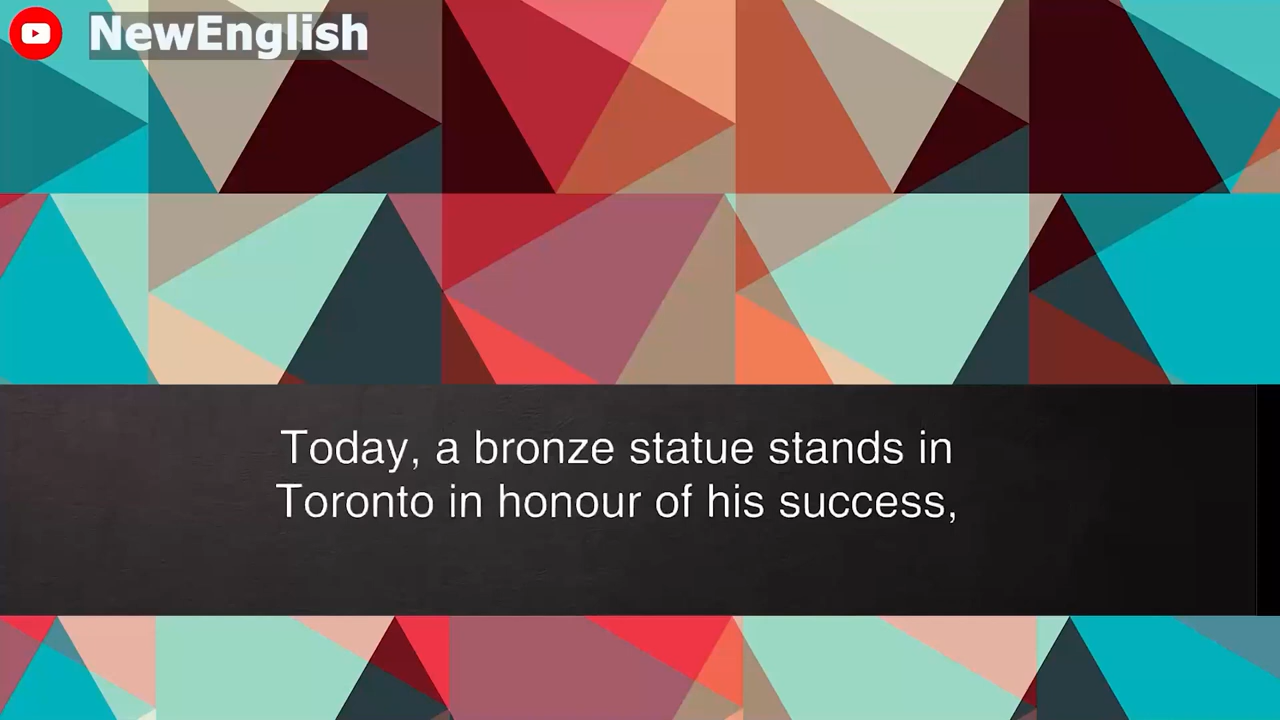 NewEnglish
Today, a bronze statue stands in
Toronto in honour of his success,